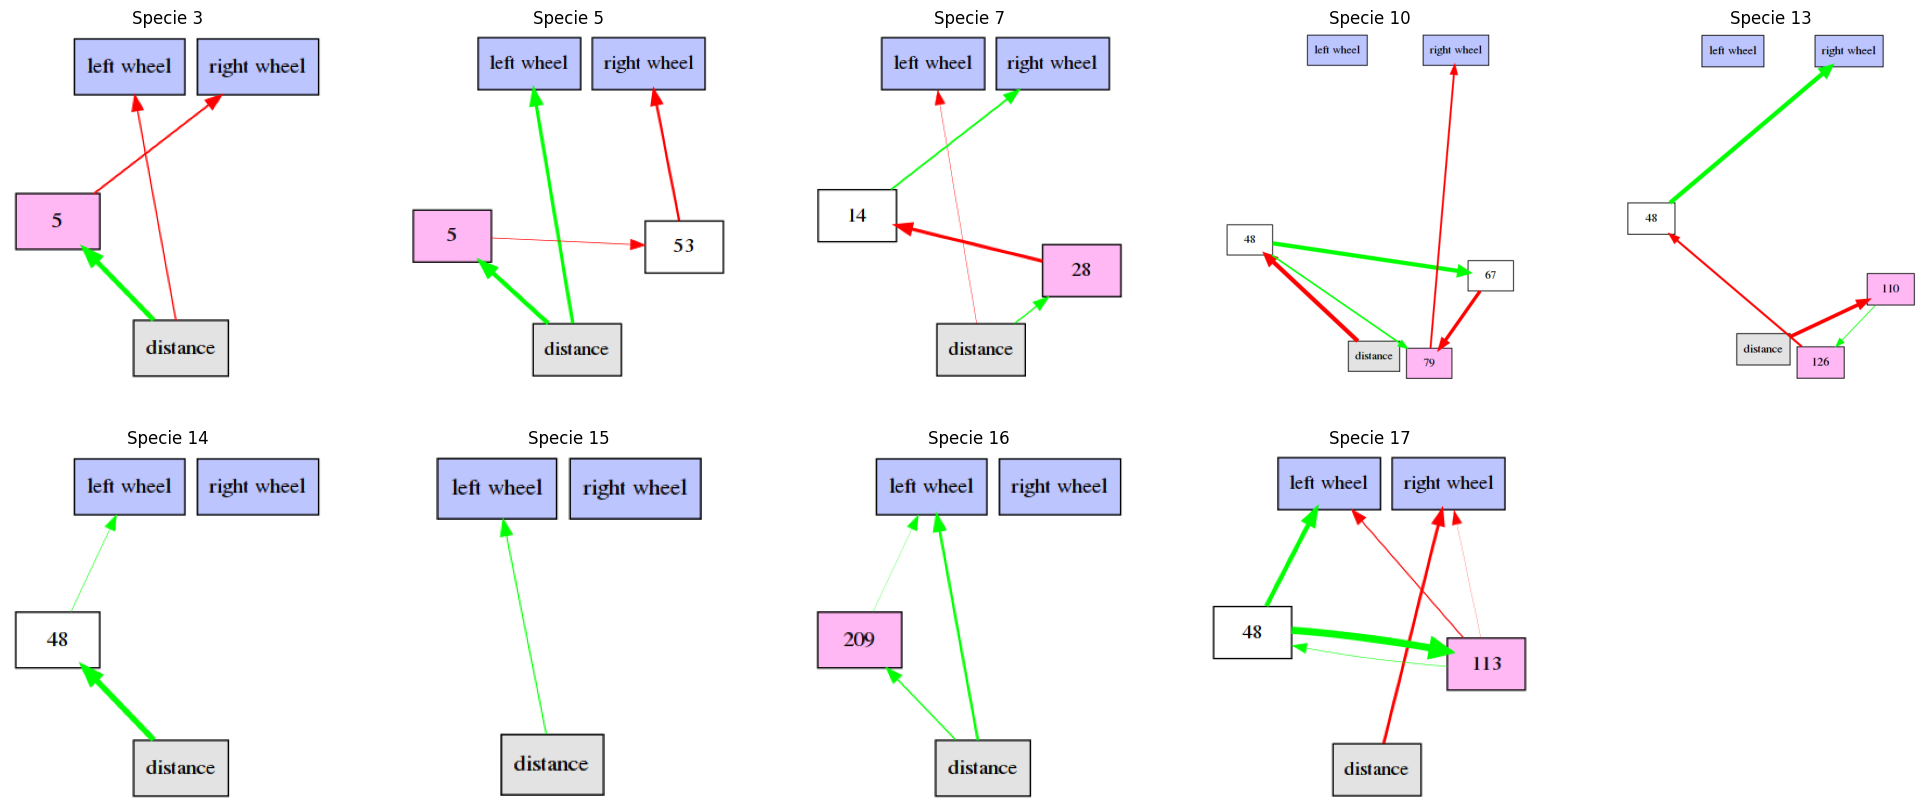 Specie 3
left wheel
right wheel
5
distance
Specie 5
left wheel
right wheel
5
53
distance
Specie 7
left wheel
right wheel
14
28
distance
Specie 10
left wheel
right wheel
48
67
distance
79
Specie 13
left wheel
right wheel
48
110
distance
126
Specie 14
left wheel
right wheel
48
distance
Specie 15
left wheel
right wheel
distance
Specie 16
left wheel
right wheel
209
distance
Specie 17
left wheel
right wheel
48
113
distance